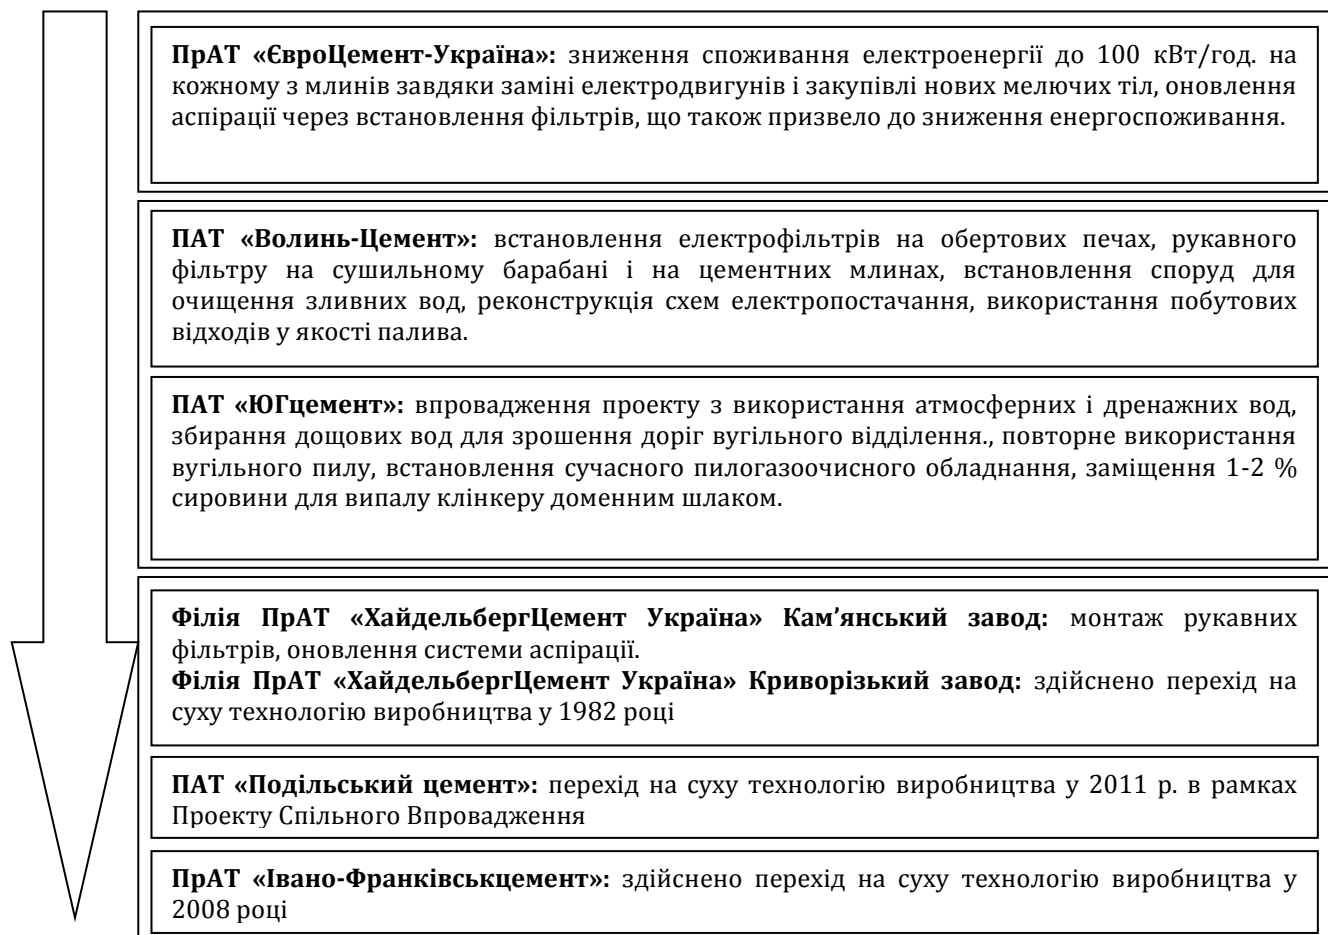 ПрАТ «ЄвроЦемент-Україна»: зниження споживання електроенергії до 100 кВт/год. на
кожному з млинів завдяки заміні електродвигунів і закупівлі нових мелючих тіл, оновлення
аспірації через встановлення фільтрів, що також призвело до зниження енергоспоживання.
ПАТ «Волинь-Цемент»: встановлення електрофільтрів на обертових печах, рукавного
фільтру на сушильному барабані і на цементних млинах, встановлення споруд для
очищення зливних вод, реконструкція схем електропостачання, використання побутових
відходів у якості палива.
ПАТ «ЮГцемент»: впровадження проекту з використання атмосферних і дренажних вод,
збирання дощових вод для зрошення доріг вугільного відділення., повторне використання
вугільного пилу, встановлення сучасного пилогазоочисного обладнання, заміщення 1-2 %
сировини для випалу клінкеру доменним шлаком.
Філія ПрАТ «ХайдельбергЦемент Україна» Кам’янський завод: монтаж рукавних
фільтрів, оновлення системи аспірації.
Філія ПрАТ «ХайдельбергЦемент Україна» Криворізький завод: здійснено перехід на
суху технологію виробництва у 1982 році
ПАТ «Подільський цемент»: перехід на суху технологію виробництва у 2011 р. в рамках
Проекту Спільного Впровадження
ПрАТ «Івано-Франківськцемент»: здійснено перехід на суху технологію виробництва у
2008 році